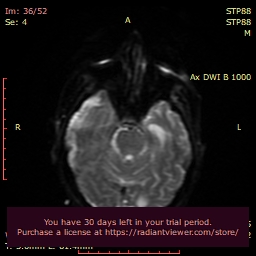 Im: 36/52
Se: 4
A
STP88
STP88
M
Ax DWI B 1000
R
L
You have 30 days left in your trial period.
Purchase a license at https://radiantviewer.com/store/